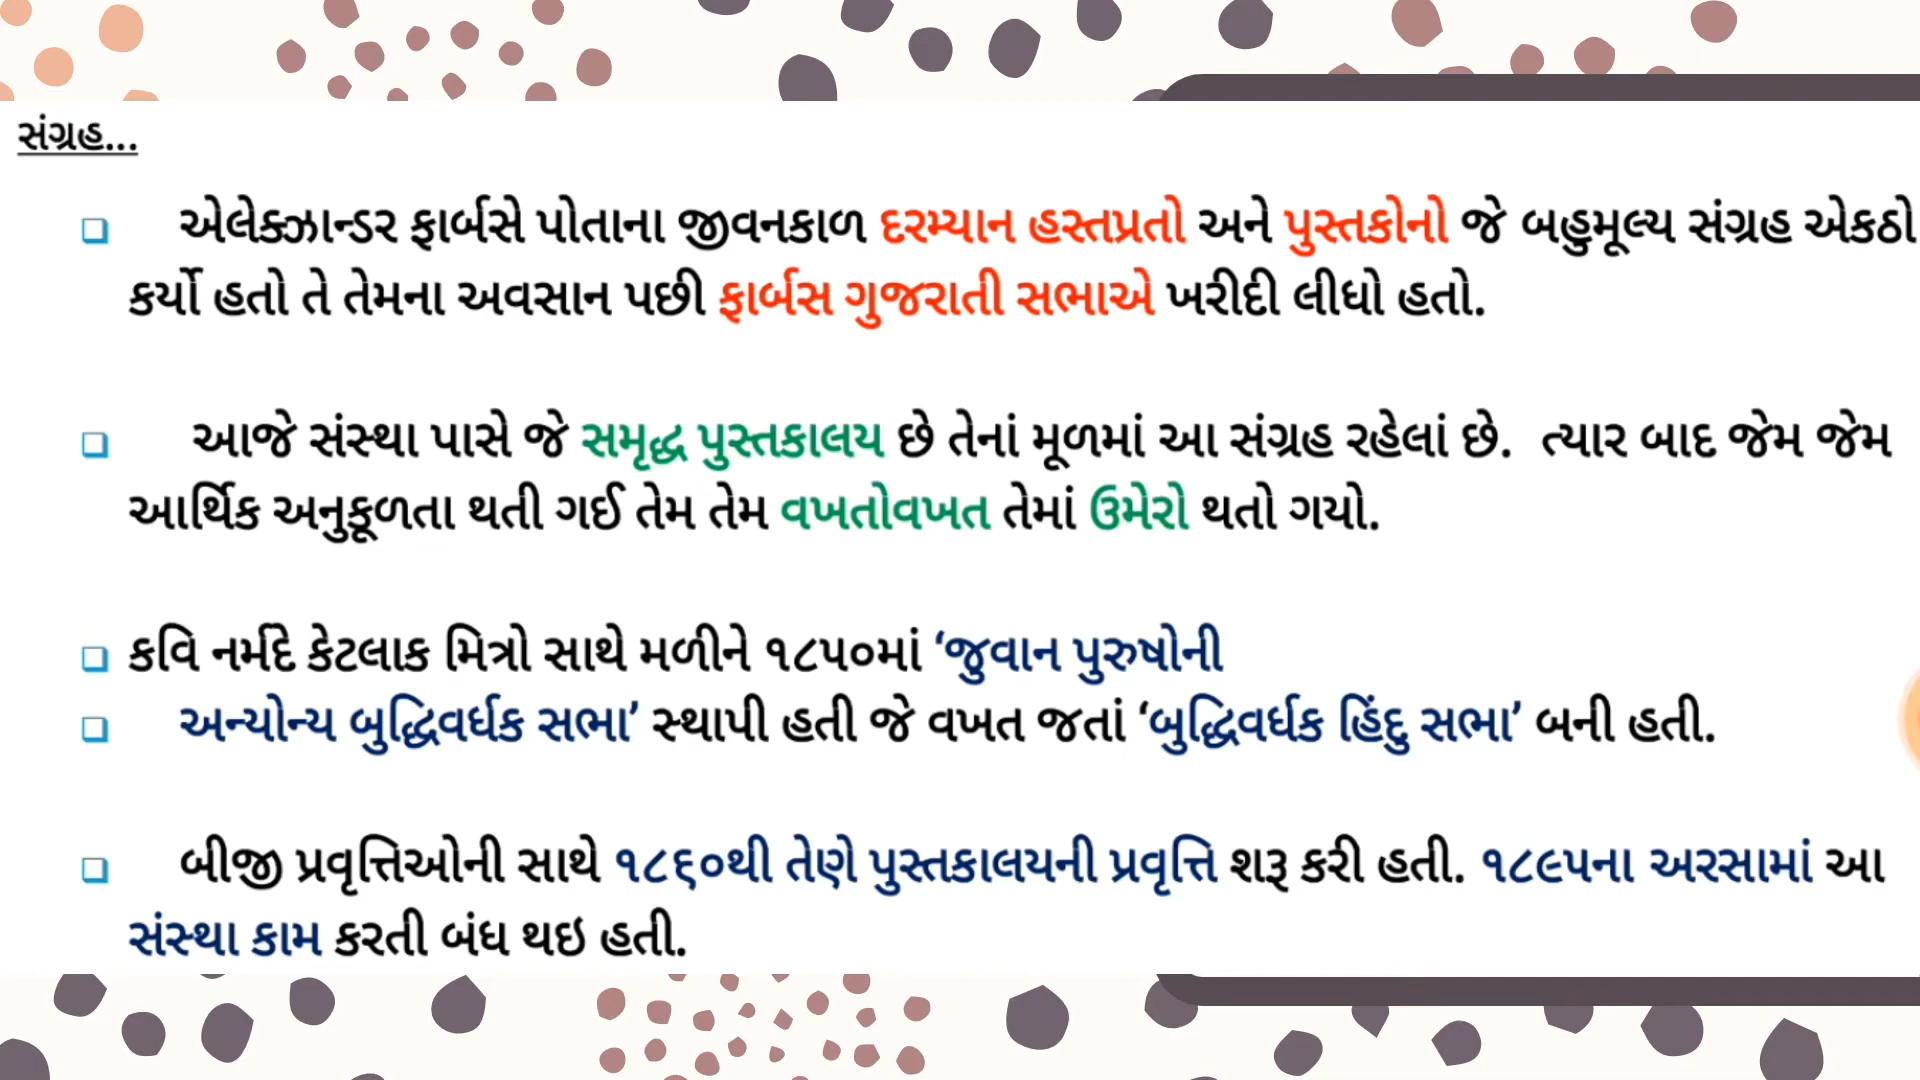 સંગ્રહ...
❑ એલેક્ઝાન્ડર ફાર્બસે પોતાના જીવનકાળ દરમ્યાન હસ્તપ્રતો અને પુસ્તકોનો જે બહુમૂલ્ય સંગ્રહ એકઠો
કર્યો હતો તે તેમના અવસાન પછી ફાર્બસ ગુજરાતી સભાએ ખરીદી લીધો હતો.
❑ આજે સંસ્થા પાસે જે સમૃદ્ધ પુસ્તકાલય છે તેનાં મૂળમાં આ સંગ્રહ રહેલાં છે. ત્યાર બાદ જેમ જેમ
આર્થિક અનુકૂળતા થતી ગઈ તેમ તેમ વખતોવખત તેમાં ઉમેરો થતો ગયો.
❑ કવિ નર્મદે કેટલાક મિત્રો સાથે મળીને ૧૮૫૦માં ‘જુવાન પુરુષોની
❑ અન્યોન્ય બુદ્ધિવર્ધક સભા’ સ્થાપી હતી જે વખત જતાં ‘બુદ્ધિવર્ધક હિંદુ સભા’ બની હતી.
❑ બીજી પ્રવૃત્તિઓની સાથે ૧૮૬૦થી તેણે પુસ્તકાલયની પ્રવૃત્તિ શરૂ કરી હતી. ૧૮૯૫ના અરસામાં આ
સંસ્થા કામ કરતી બંધ થઇ હતી.